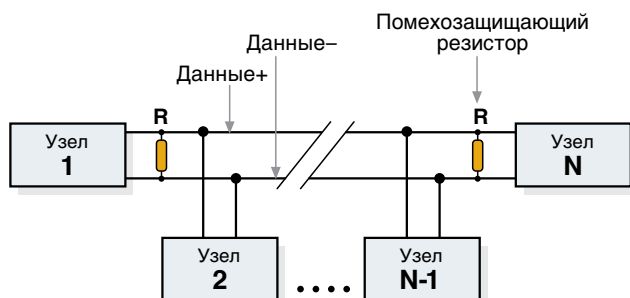 Помехозащищающий
резистор
Данные–
Данные+
R
R
Узел
1
Узел
N
Узел
2
....
Узел
N-1